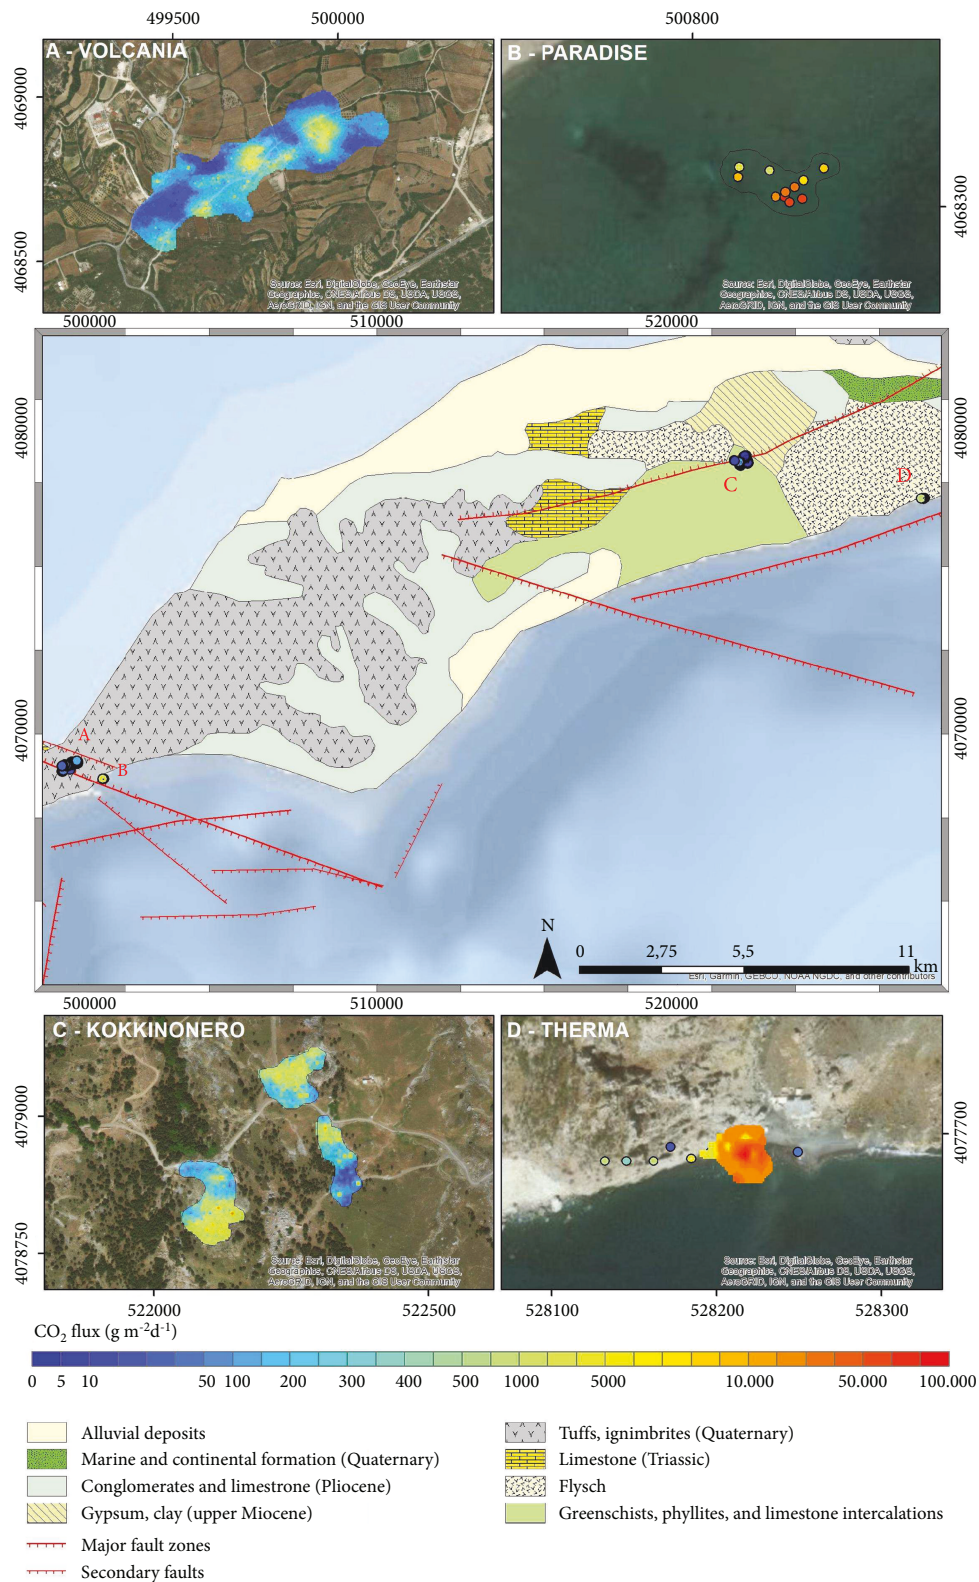 499500 500000 500800
A - VOLCANIA
B - PARADISE
4069000
4068500
4068300
Source: Esri, DigitalGlobe, GeoEye, Earthstar
Geographics, CNES/Airbus DS, USDA, USGS,
AeroGRID, IGN, and the GIS User Community
Source: Esri, DigitalGlobe, GeoEye, Earthstar
Geographics, CNES/Airbus DS, USDA, USGS,
AeroGRID, IGN, and the GIS User Community
500000 510000 520000
4080000
4080000
C
D
4070000
4070000
A
B
N
0 2,75 5,5 11
km
Esri, Garmin, GEBCO, NOAA NGDC, and other contributors
500000 510000 520000
C - KOKKINONERO
D - THERMA
4079000
4078750
4077700
Source: Esri, DigitalGlobe, GeoEye, Earthstar
Geographics, CNES/Airbus DS, USDA, USGS,
AeroGRID, IGN, and the GIS User Community
Source: Esri, DigitalGlobe, GeoEye, Earthstar
Geographics, CNES/Airbus DS, USDA, USGS,
AeroGRID, IGN, and the GIS User Community
522000 522500 528100 528200 528300
CO₂ flux (g m⁻²d⁻¹)
0 5 10 50 100 200 300 400 500 1000 5000 10.000 50.000 100.000
Alluvial deposits
Marine and continental formation (Quaternary)
Conglomerates and limestrone (Pliocene)
Gypsum, clay (upper Miocene)
Major fault zones
Secondary faults
Tuffs, ignimbrites (Quaternary)
Limestone (Triassic)
Flysch
Greenschists, phyllites, and limestone intercalations